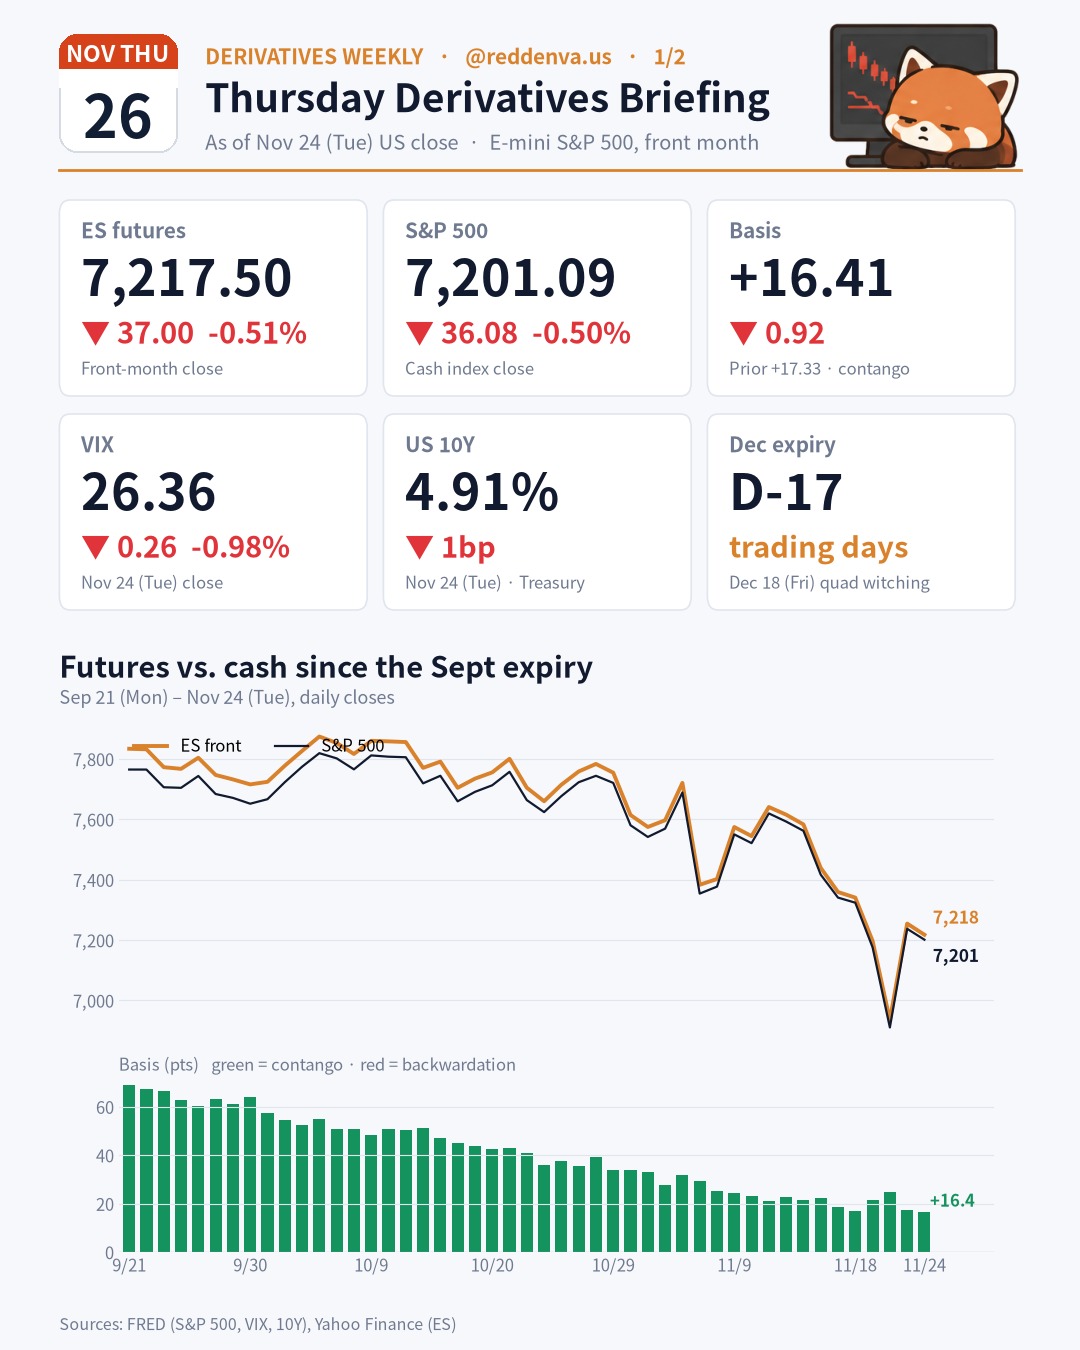 NOV THU
26
DERIVATIVES WEEKLY · @reddenva.us · 1/2
Thursday Derivatives Briefing
As of Nov 24 (Tue) US close · E-mini S&P 500, front month
ES futures
7,217.50
▼ 37.00 -0.51%
Front-month close
S&P 500
7,201.09
▼ 36.08 -0.50%
Cash index close
Basis
+16.41
▼ 0.92
Prior +17.33 · contango
VIX
26.36
▼ 0.26 -0.98%
Nov 24 (Tue) close
US 10Y
4.91%
▼ 1bp
Nov 24 (Tue) · Treasury
Dec expiry
D-17
trading days
Dec 18 (Fri) quad witching
Futures vs. cash since the Sept expiry
Sep 21 (Mon) – Nov 24 (Tue), daily closes
ES front S&P 500
7,800
7,600
7,400
7,200
7,000
7,218
7,201
Basis (pts) green = contango · red = backwardation
60
40
20
0
+16.4
9/21 9/30 10/9 10/20 10/29 11/9 11/18 11/24
Sources: FRED (S&P 500, VIX, 10Y), Yahoo Finance (ES)